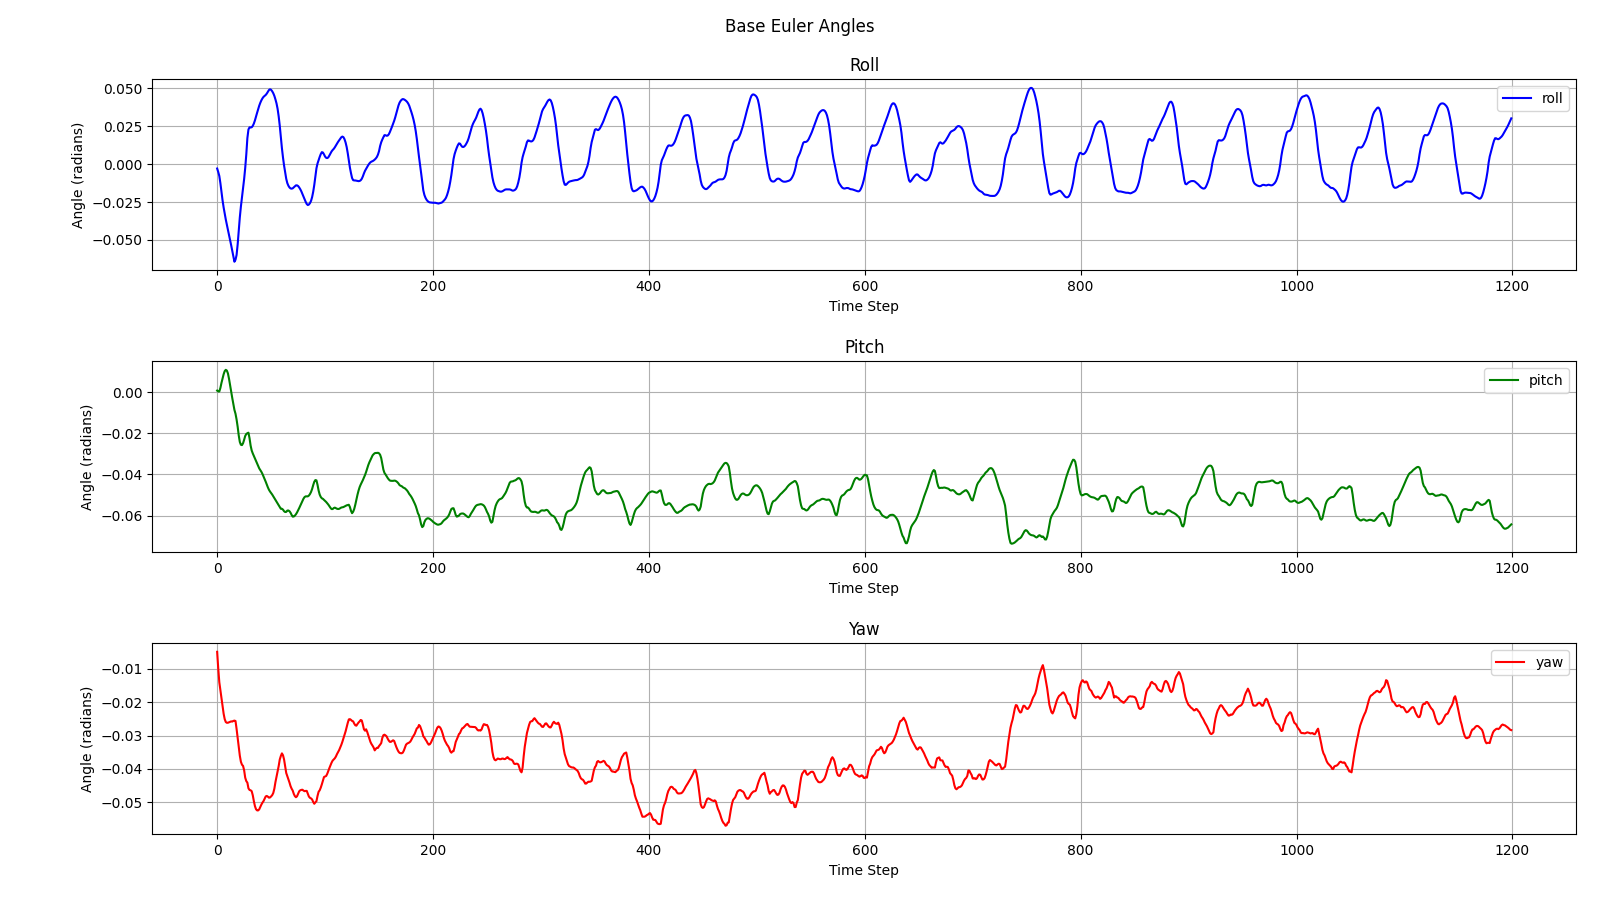 Base Euler Angles
Roll
0.050
0.025
0.000
−0.025
−0.050
Angle (radians)
roll
0 200 400 600 800 1000 1200
Time Step
Pitch
0.00
−0.02
−0.04
−0.06
Angle (radians)
pitch
0 200 400 600 800 1000 1200
Time Step
Yaw
−0.01
−0.02
−0.03
−0.04
−0.05
Angle (radians)
yaw
0 200 400 600 800 1000 1200
Time Step